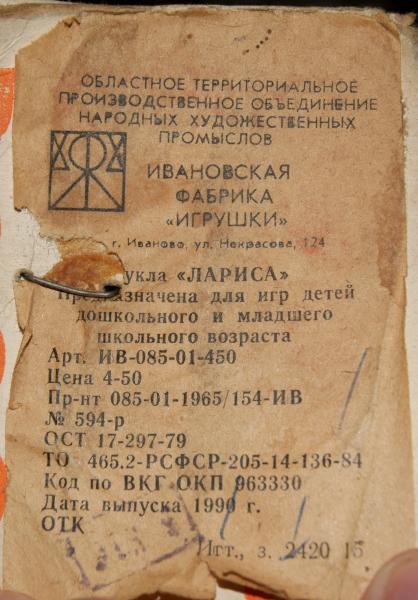 ОБЛАСТНОЕ ТЕРРИТОРИАЛЬНОЕ
ПРОИЗВОДСТВЕННОЕ ОБЪЕДИНЕНИЕ
НАРОДНЫХ ХУДОЖЕСТВЕННЫХ
ПРОМЫСЛОВ
ИВАНОВСКАЯ
ФАБРИКА
«ИГРУШКИ»
г. Иваново, ул. Некрасова, 124
укла «ЛАРИСА»
Предназначена для игр детей
дошкольного и младшего
школьного возраста
Арт. ИВ-085-01-450
Цена 4-50
Пр-нт 085-01-1965/154-ИВ
№ 594-р
ОСТ 17-297-79
ТО 465.2-РСФСР-205-14-136-84
Код по ВКГ ОКП 963330
Дата выпуска 1990 г.
ОТК
Игт., з. 2420 15